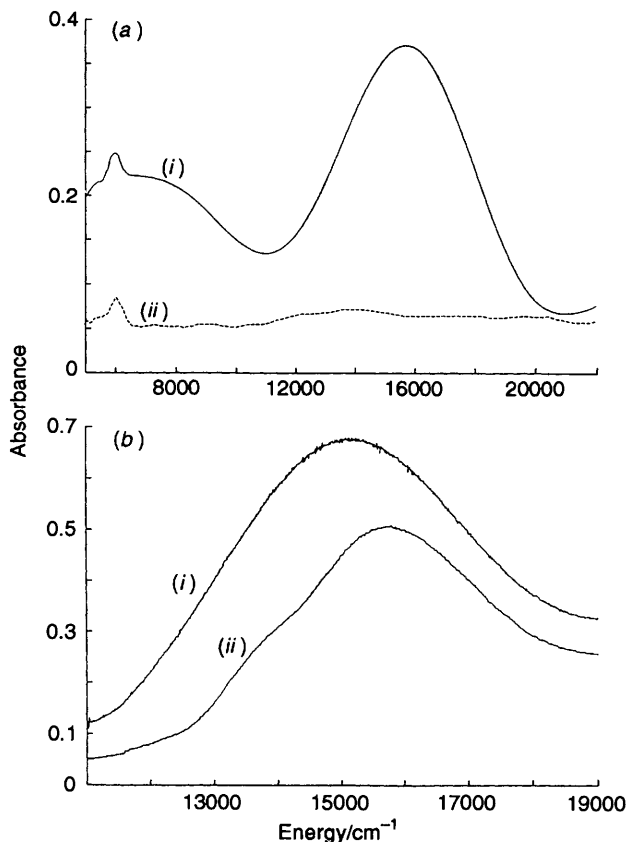 (a)
0.4
0.2
0
(i)
(ii)
8000 12000 16000 20000
Absorbance
(b)
0.7
0.5
0.3
0.1
0
(i)
(ii)
13000 15000 17000 19000
Energy/cm⁻¹